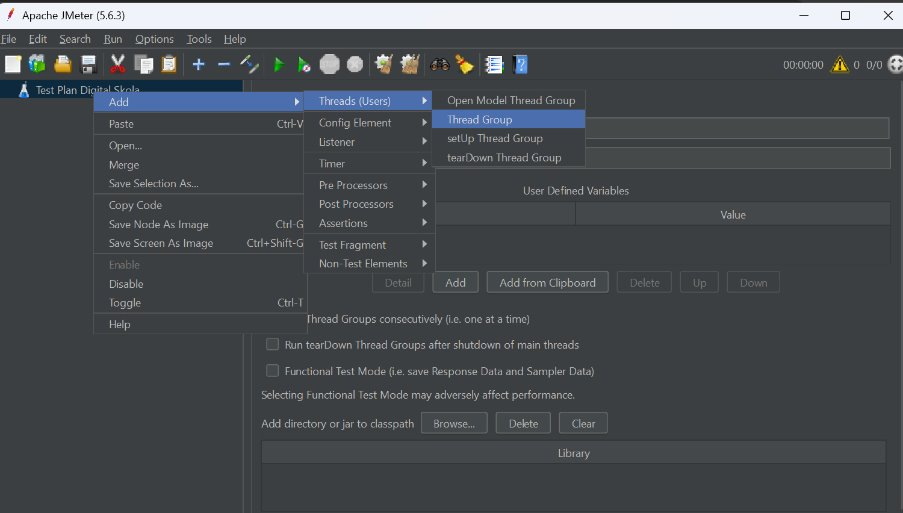 Apache JMeter (5.6.3)
File Edit Search Run Options Tools Help
00:00:00 0 0/0
Test Plan Digital Skola
Add
Paste Ctrl-V
Open...
Merge
Save Selection As...
Copy Code
Save Node As Image Ctrl-G
Save Screen As Image Ctrl+Shift-G
Enable
Disable
Toggle Ctrl-T
Help
Threads (Users)
Config Element
Listener
Timer
Pre Processors
Post Processors
Assertions
Test Fragment
Non-Test Elements
Open Model Thread Group
Thread Group
setUp Thread Group
tearDown Thread Group
User Defined Variables
Value
Detail Add Add from Clipboard Delete Up Down
Thread Groups consecutively (i.e. one at a time)
Run tearDown Thread Groups after shutdown of main threads
Functional Test Mode (i.e. save Response Data and Sampler Data)
Selecting Functional Test Mode may adversely affect performance.
Add directory or jar to classpath Browse... Delete Clear
Library